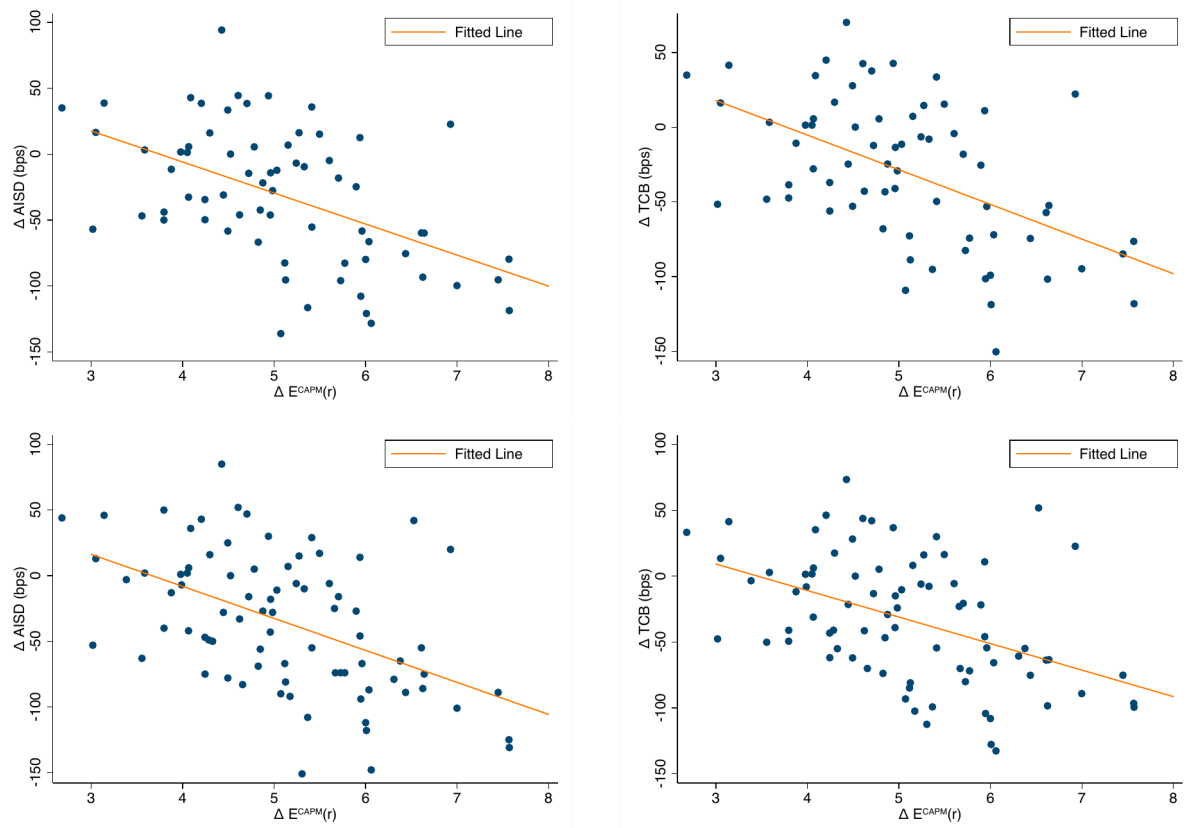 Δ AISD (bps)
100
50
0
-50
-100
-150
Fitted Line
3 4 5 6 7 8
Δ E^CAPM(r)
Δ TCB (bps)
50
0
-50
-100
-150
Fitted Line
3 4 5 6 7 8
Δ E^CAPM(r)
Δ AISD (bps)
100
50
0
-50
-100
-150
Fitted Line
3 4 5 6 7 8
Δ E^CAPM(r)
Δ TCB (bps)
100
50
0
-50
-100
-150
Fitted Line
3 4 5 6 7 8
Δ E^CAPM(r)